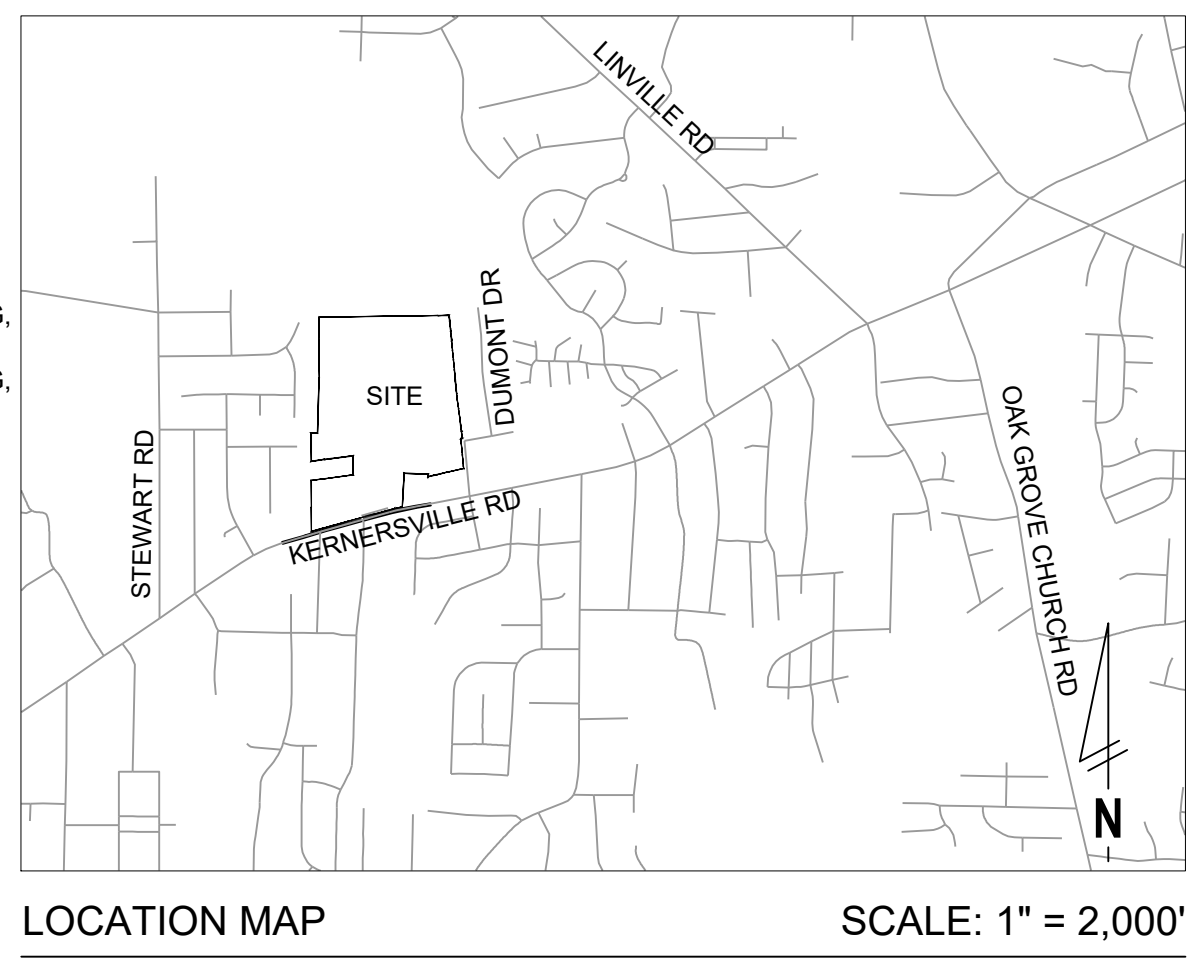 LINVILLE RD
DUMONT DR
SITE
STEWART RD
OAK GROVE CHURCH RD
KERNERSVILLE RD
N
LOCATION MAP
SCALE: 1" = 2,000'